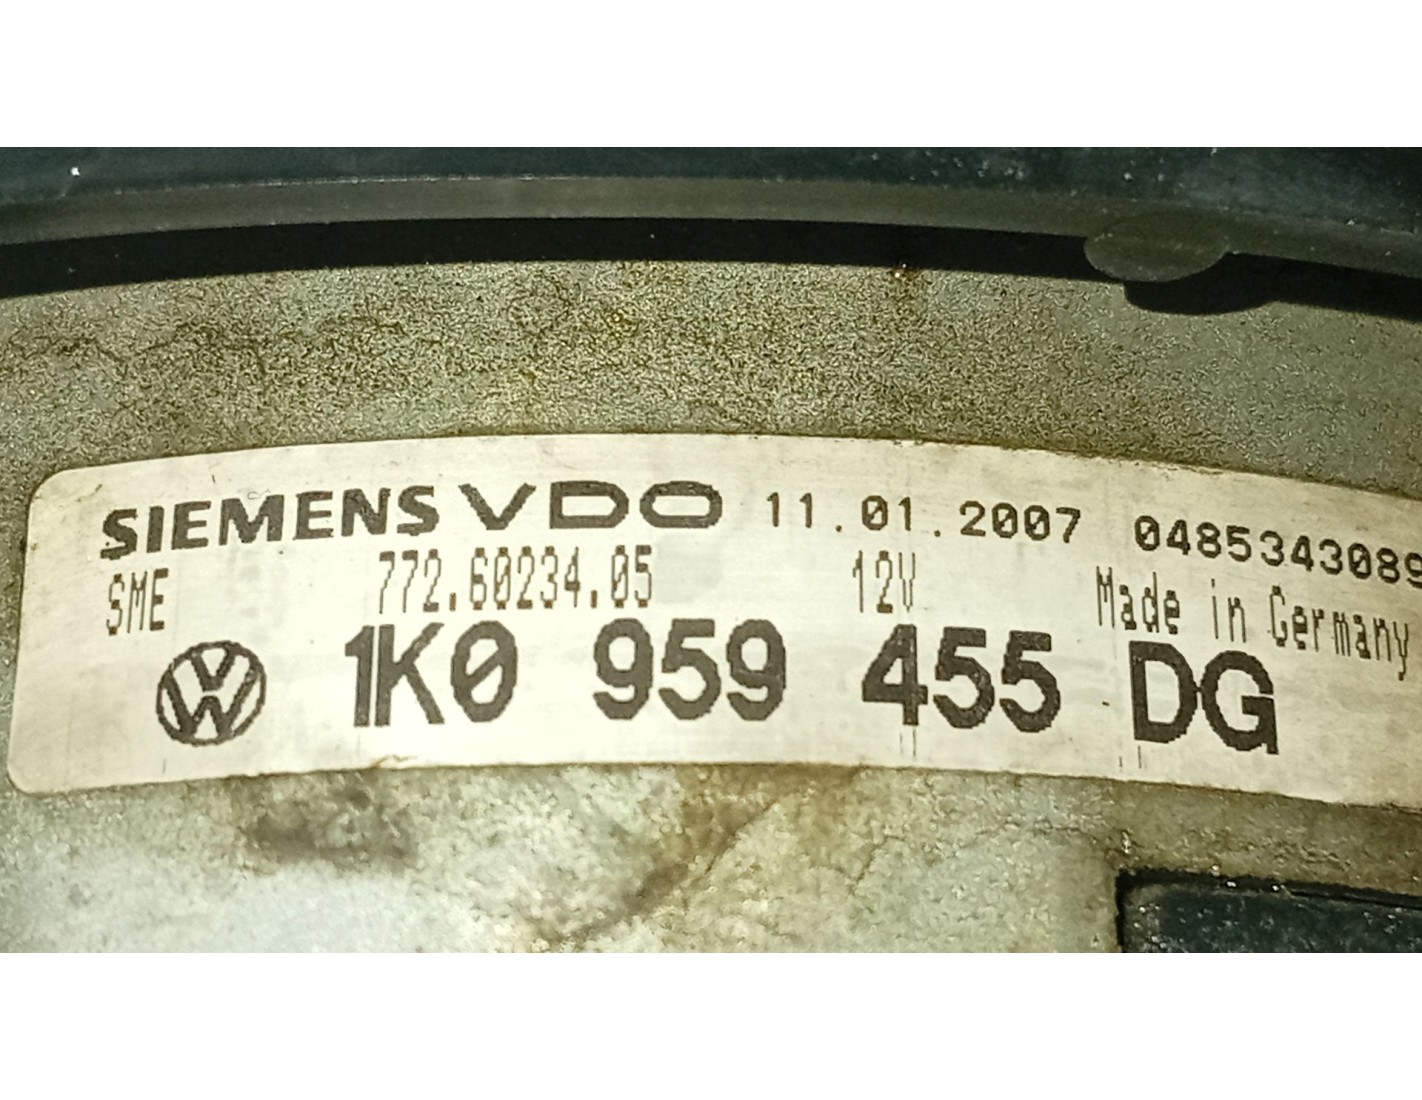 SIEMENS VDO 11.01.2007 0485343089
SME 772.60234.05 12V Made in Germany
1K0 959 455 DG